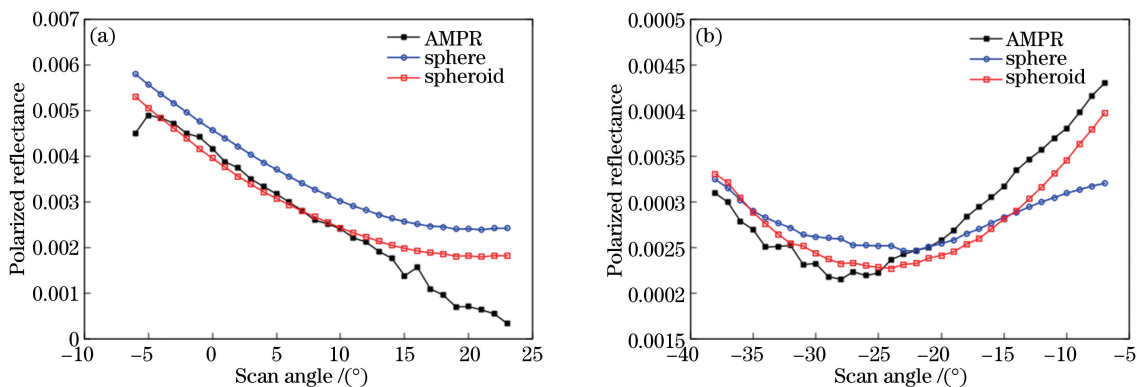 (a)
AMPR
sphere
spheroid
0.007
0.006
0.005
0.004
0.003
0.002
0.001
0
Polarized reflectance
−10
−5
0
5
10
15
20
25
Scan angle /(°)
(b)
AMPR
sphere
spheroid
0.0005
0.0045
0.0004
0.0035
0.0003
0.0025
0.0002
0.0015
Polarized reflectance
−40
−35
−30
−25
−20
−15
−10
−5
Scan angle /(°)